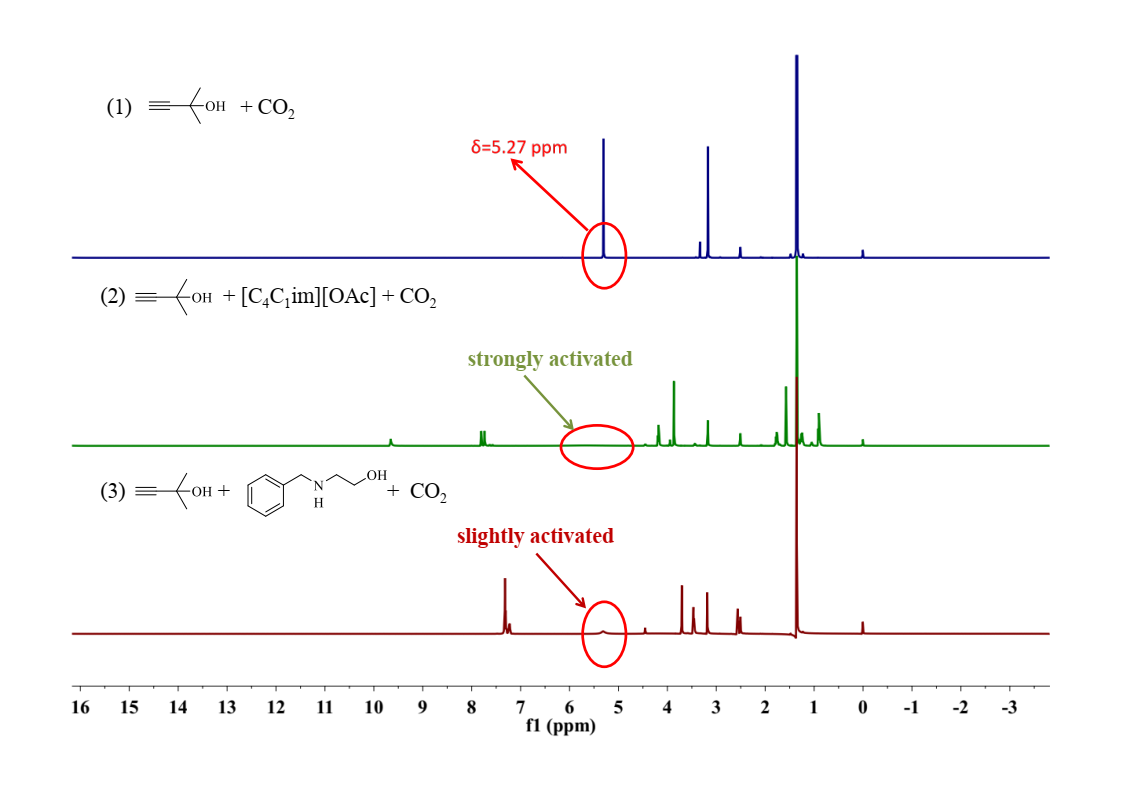 (1) OH + CO₂
δ=5.27 ppm
(2) OH + [C₄C₁im][OAc] + CO₂
strongly activated
(3) OH + N H OH + CO₂
slightly activated
16 15 14 13 12 11 10 9 8 7 6 5 4 3 2 1 0 -1 -2 -3
f1 (ppm)